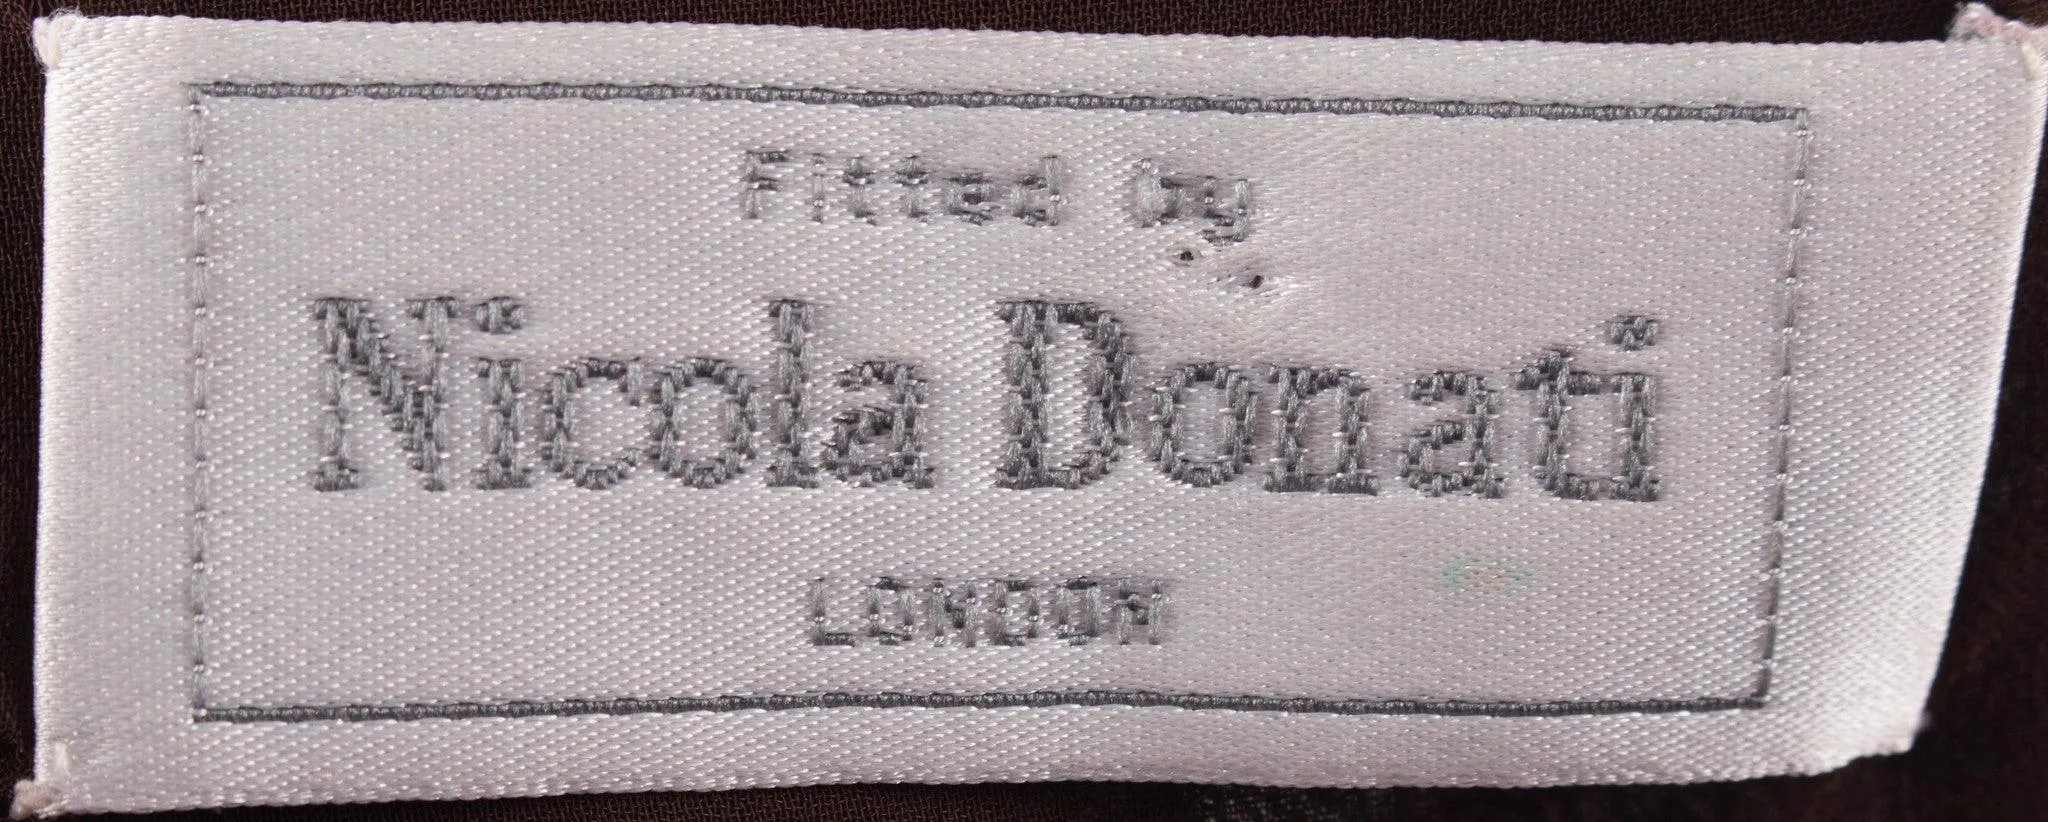 Fitted by
Nicola Donati
LONDON